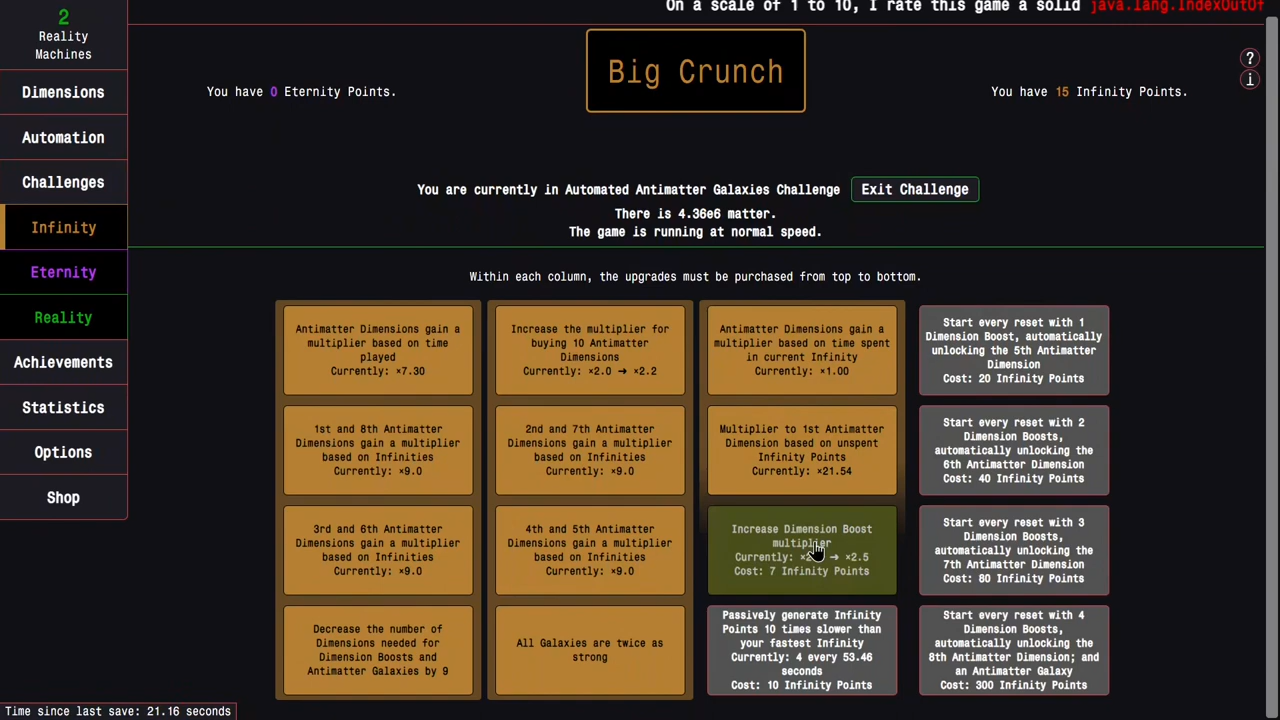 On a scale of 1 to 10, I rate this game a solid java.lang.IndexOutOf
2
Reality
Machines
Dimensions
Automation
Challenges
Infinity
Eternity
Reality
Achievements
Statistics
Options
Shop
Big Crunch
?
i
You have 0 Eternity Points.
You have 15 Infinity Points.
You are currently in Automated Antimatter Galaxies Challenge
Exit Challenge
There is 4.36e6 matter.
The game is running at normal speed.
Within each column, the upgrades must be purchased from top to bottom.
Antimatter Dimensions gain a
multiplier based on time
played
Currently: ×7.30
Increase the multiplier for
buying 10 Antimatter
Dimensions
Currently: ×2.0 ➜ ×2.2
Antimatter Dimensions gain a
multiplier based on time spent
in current Infinity
Currently: ×1.00
Start every reset with 1
Dimension Boost, automatically
unlocking the 5th Antimatter
Dimension
Cost: 20 Infinity Points
1st and 8th Antimatter
Dimensions gain a multiplier
based on Infinities
Currently: ×9.0
2nd and 7th Antimatter
Dimensions gain a multiplier
based on Infinities
Currently: ×9.0
Multiplier to 1st Antimatter
Dimension based on unspent
Infinity Points
Currently: ×21.54
Start every reset with 2
Dimension Boosts,
automatically unlocking the
6th Antimatter Dimension
Cost: 40 Infinity Points
3rd and 6th Antimatter
Dimensions gain a multiplier
based on Infinities
Currently: ×9.0
4th and 5th Antimatter
Dimensions gain a multiplier
based on Infinities
Currently: ×9.0
Increase Dimension Boost
multiplier
Currently: ➜ ×2.5
Cost: 7 Infinity Points
Start every reset with 3
Dimension Boosts,
automatically unlocking the
7th Antimatter Dimension
Cost: 80 Infinity Points
Decrease the number of
Dimensions needed for
Dimension Boosts and
Antimatter Galaxies by 9
All Galaxies are twice as
strong
Passively generate Infinity
Points 10 times slower than
your fastest Infinity
Currently: 4 every 53.46
seconds
Cost: 10 Infinity Points
Start every reset with 4
Dimension Boosts,
automatically unlocking the
8th Antimatter Dimension; and
an Antimatter Galaxy
Cost: 300 Infinity Points
Time since last save: 21.16 seconds